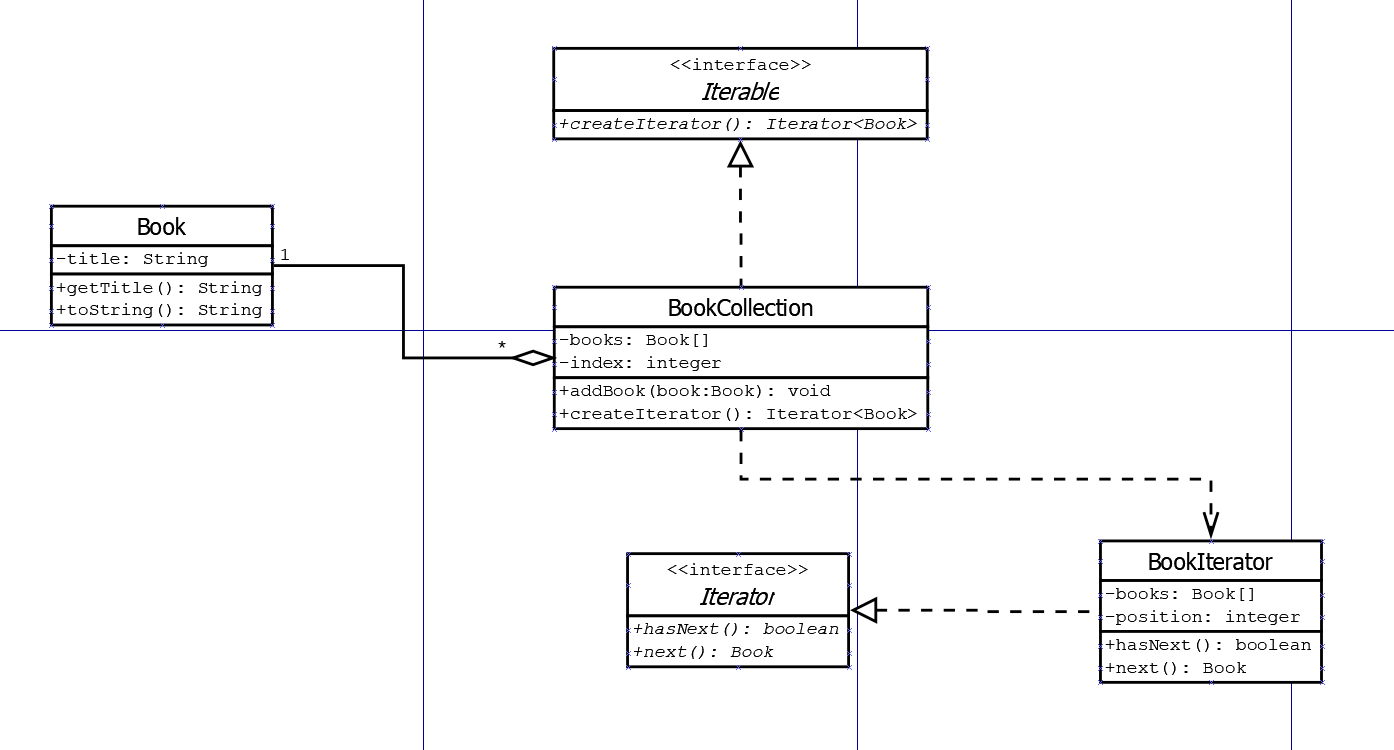 <<interface>>
Iterable
+createIterator(): Iterator<Book>
Book
-title: String
+getTitle(): String
+toString(): String
1
*
BookCollection
-books: Book[]
-index: integer
+addBook(book:Book): void
+createIterator(): Iterator<Book>
<<interface>>
Iterator
+hasNext(): boolean
+next(): Book
BookIterator
-books: Book[]
-position: integer
+hasNext(): boolean
+next(): Book